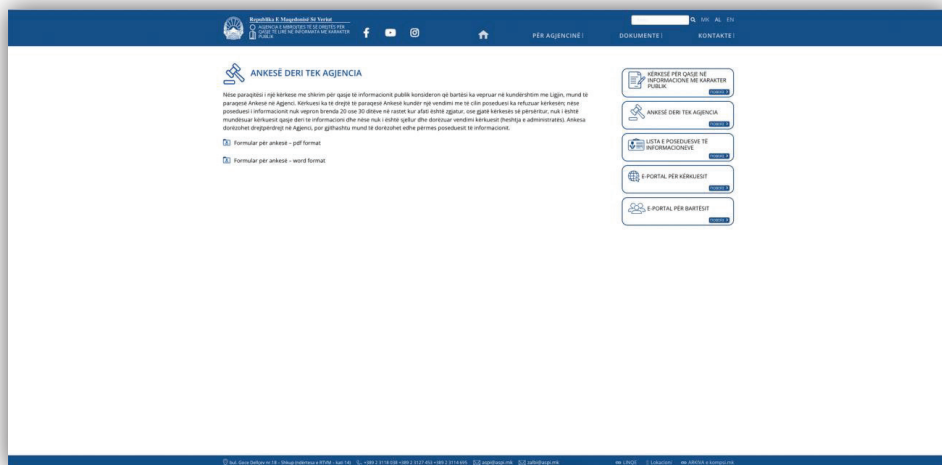 Republika E Maqedonisë Së Veriut
AGJENCIA E MBROJTJES TË SË DREJTËS PËR
QASJE TË LIRË NË INFORMATA ME KARAKTER
PUBLIK
MK AL EN
PËR AGJENCINË
DOKUMENTE
KONTAKTE
ANKESË DERI TEK AGJENCIA
Nëse paraqitësi i një kërkese me shkrim për qasje të informacionit publik konsideron që bartësi ka vepruar në kundërshtim me Ligjin, mund të
paraqesë Ankesë në Agjenci. Kërkuesi ka të drejtë të paraqesë Ankesë kundër një vendimi me të cilin poseduesi ka refuzuar kërkesën; nëse
poseduesi i informacionit nuk vepron brenda 20 ose 30 ditëve në rastet kur afati është zgjatur, ose gjatë kërkesës së përsëritur, nuk i është
mundësuar kërkuesit qasje deri te informacioni dhe nëse nuk i është sjellur dhe dorëzuar vendimi kërkuesit (heshtja e administratës). Ankesa
dorëzohet drejtpërdrejt në Agjenci, por gjithashtu mund të dorëzohet edhe përmes poseduesit të informacionit.
Formular për ankesë – pdf format
Formular për ankesë – word format
KËRKESË PËR QASJE NË
INFORMACIONE ME KARAKTER
PUBLIK
ANKESË DERI TEK AGJENCIA
LISTA E POSEDUESVE TË
INFORMACIONEVE
E-PORTAL PËR KËRKUESIT
E-PORTAL PËR BARTËSIT